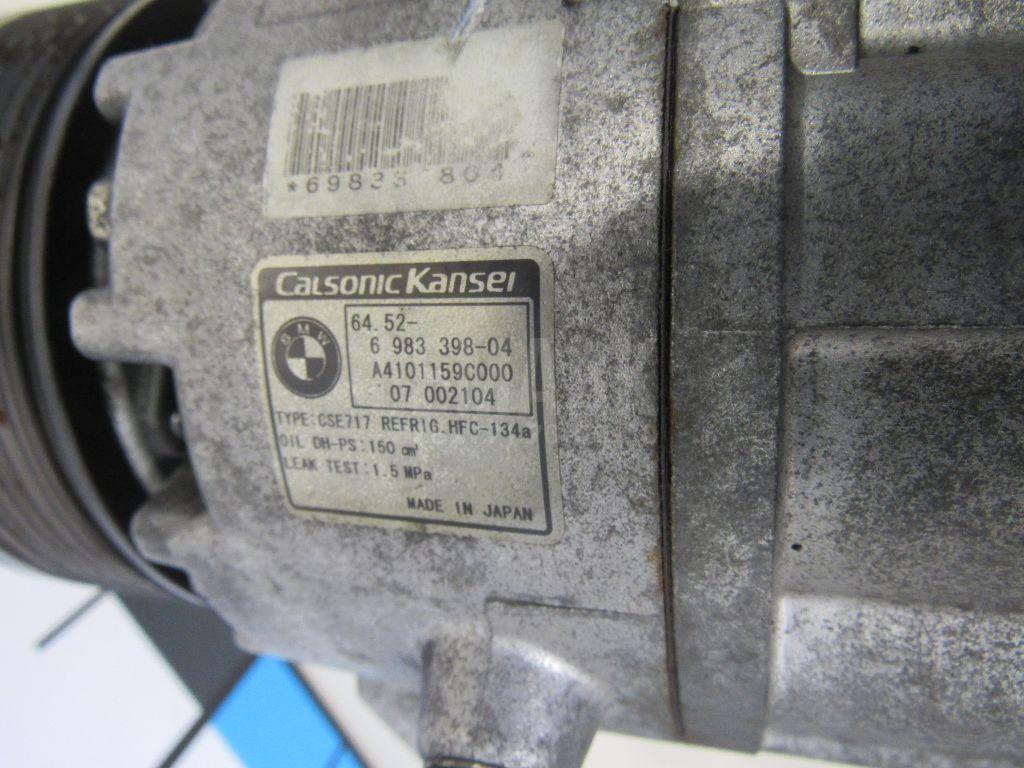 *69833 804
Calsonic Kansei
BMW
64.52-
6 983 398-04
A4101159C000
07 002104
TYPE:CSE717 REFRIG.HFC-134a
OIL DH-PS:150 cm³
LEAK TEST:1.5 MPa
MADE IN JAPAN